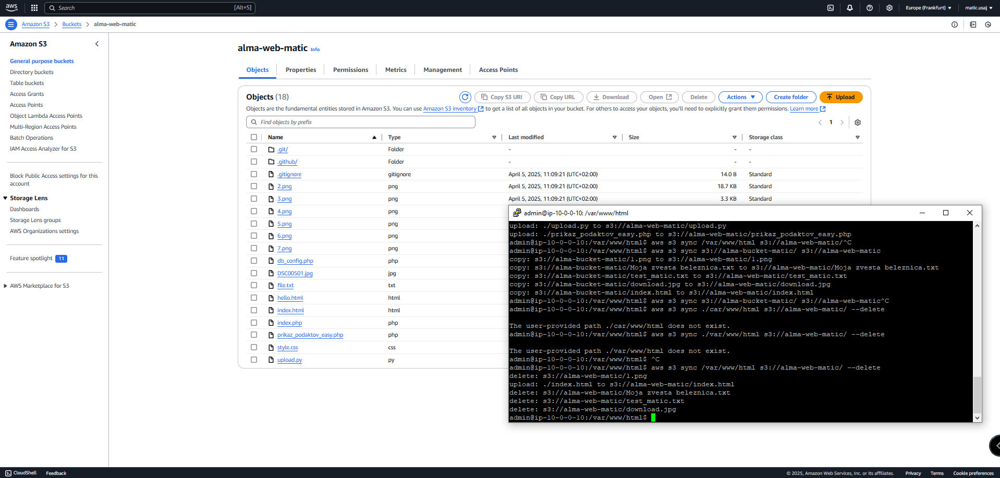 aws
Search [Alt+S] Europe (Frankfurt) matic.usaj
Amazon S3 Buckets alma-web-matic
Amazon S3
General purpose buckets
Directory buckets
Table buckets
Access Grants
Access Points
Object Lambda Access Points
Multi-Region Access Points
Batch Operations
IAM Access Analyzer for S3
Block Public Access settings for this
account
Storage Lens
Dashboards
Storage Lens groups
AWS Organizations settings
Feature spotlight 11
AWS Marketplace for S3
alma-web-matic Info
Objects Properties Permissions Metrics Management Access Points
Objects (18) Copy S3 URI Copy URL Download Open Delete Actions Create folder Upload
Objects are the fundamental entities stored in Amazon S3. You can use Amazon S3 inventory to get a list of all objects in your bucket. For others to access your objects, you'll need to explicitly grant them permissions. Learn more
Find objects by prefix 1
Name Type Last modified Size Storage class
.git/ Folder - - -
.github/ Folder - - -
.gitignore gitignore April 5, 2025, 11:09:21 (UTC+02:00) 14.0 B Standard
2.png png April 5, 2025, 11:09:21 (UTC+02:00) 18.7 KB Standard
3.png png April 5, 2025, 11:09:21 (UTC+02:00) 3.3 KB Standard
4.png png
5.png png
6.png png
7.png png
db_config.php php
DSC00501.jpg jpg
file.txt txt
hello.html html
index.html html
index.php php
prikaz_podaktov_easy.php php
style.css css
upload.py py
admin@ip-10-0-0-10: /var/www/html
upload: ./upload.py to s3://alma-web-matic/upload.py
upload: ./prikaz_podaktov_easy.php to s3://alma-web-matic/prikaz_podaktov_easy.php
admin@ip-10-0-0-10:/var/www/html$ aws s3 sync /var/www/html s3://alma-web-matic/^C
admin@ip-10-0-0-10:/var/www/html$ aws s3 sync s3://alma-bucket-matic/ s3://alma-web-matic
copy: s3://alma-bucket-matic/1.png to s3://alma-web-matic/1.png
copy: s3://alma-bucket-matic/Moja zvesta beleznica.txt to s3://alma-web-matic/Moja zvesta beleznica.txt
copy: s3://alma-bucket-matic/test_matic.txt to s3://alma-web-matic/test_matic.txt
copy: s3://alma-bucket-matic/download.jpg to s3://alma-web-matic/download.jpg
copy: s3://alma-bucket-matic/index.html to s3://alma-web-matic/index.html
admin@ip-10-0-0-10:/var/www/html$ aws s3 sync s3://alma-bucket-matic/ s3://alma-web-matic^C
admin@ip-10-0-0-10:/var/www/html$ aws s3 sync ./car/www/html s3://alma-web-matic/ --delete
The user-provided path ./car/www/html does not exist.
admin@ip-10-0-0-10:/var/www/html$ aws s3 sync ./var/www/html s3://alma-web-matic/ --delete
The user-provided path ./var/www/html does not exist.
admin@ip-10-0-0-10:/var/www/html$ ^C
admin@ip-10-0-0-10:/var/www/html$ aws s3 sync /var/www/html s3://alma-web-matic/ --delete
delete: s3://alma-web-matic/1.png
upload: ./index.html to s3://alma-web-matic/index.html
delete: s3://alma-web-matic/Moja zvesta beleznica.txt
delete: s3://alma-web-matic/test_matic.txt
delete: s3://alma-web-matic/download.jpg
admin@ip-10-0-0-10:/var/www/html$
CloudShell Feedback © 2025, Amazon Web Services, Inc. or its affiliates. Privacy Terms Cookie preferences